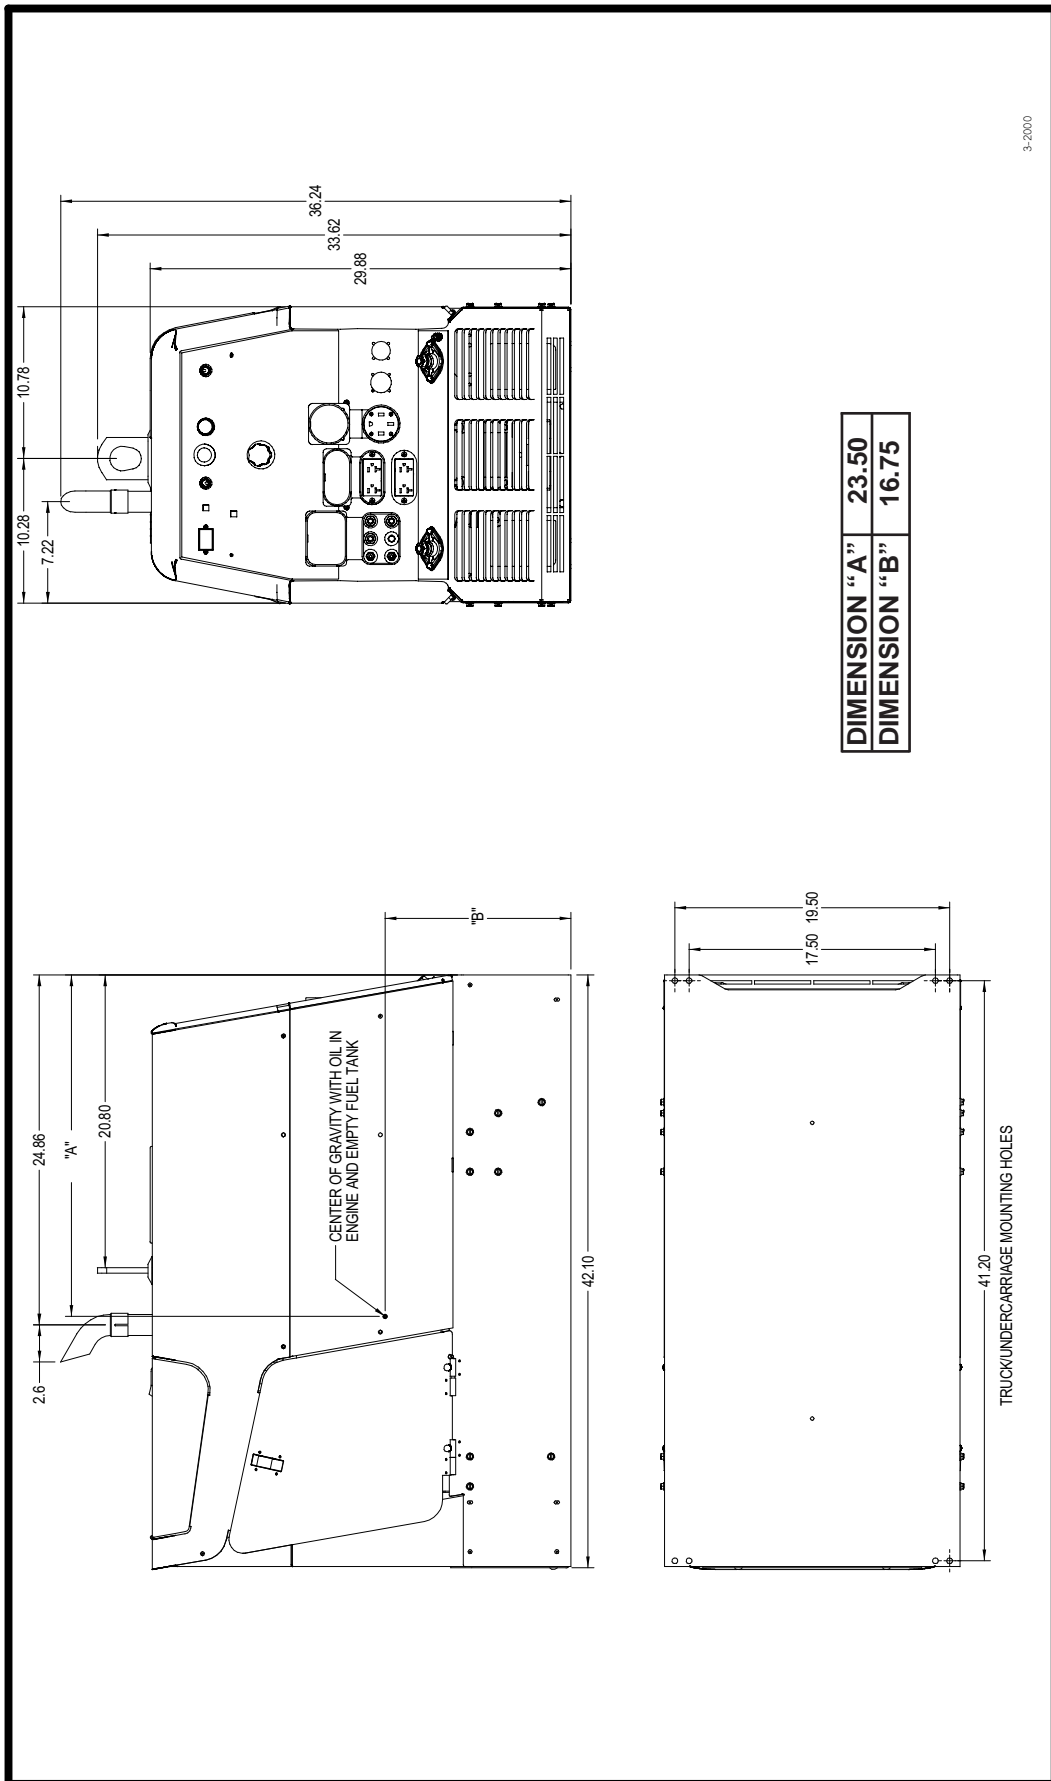 24.86
"A"
20.80
2.6
CENTER OF GRAVITY WITH OIL IN
ENGINE AND EMPTY FUEL TANK
"B"
42.10
10.28
10.78
7.22
36.24
33.62
29.88
17.50
19.50
41.20
TRUCK/UNDERCARRIAGE MOUNTING HOLES
DIMENSION “A” 23.50
DIMENSION “B” 16.75
3-2000